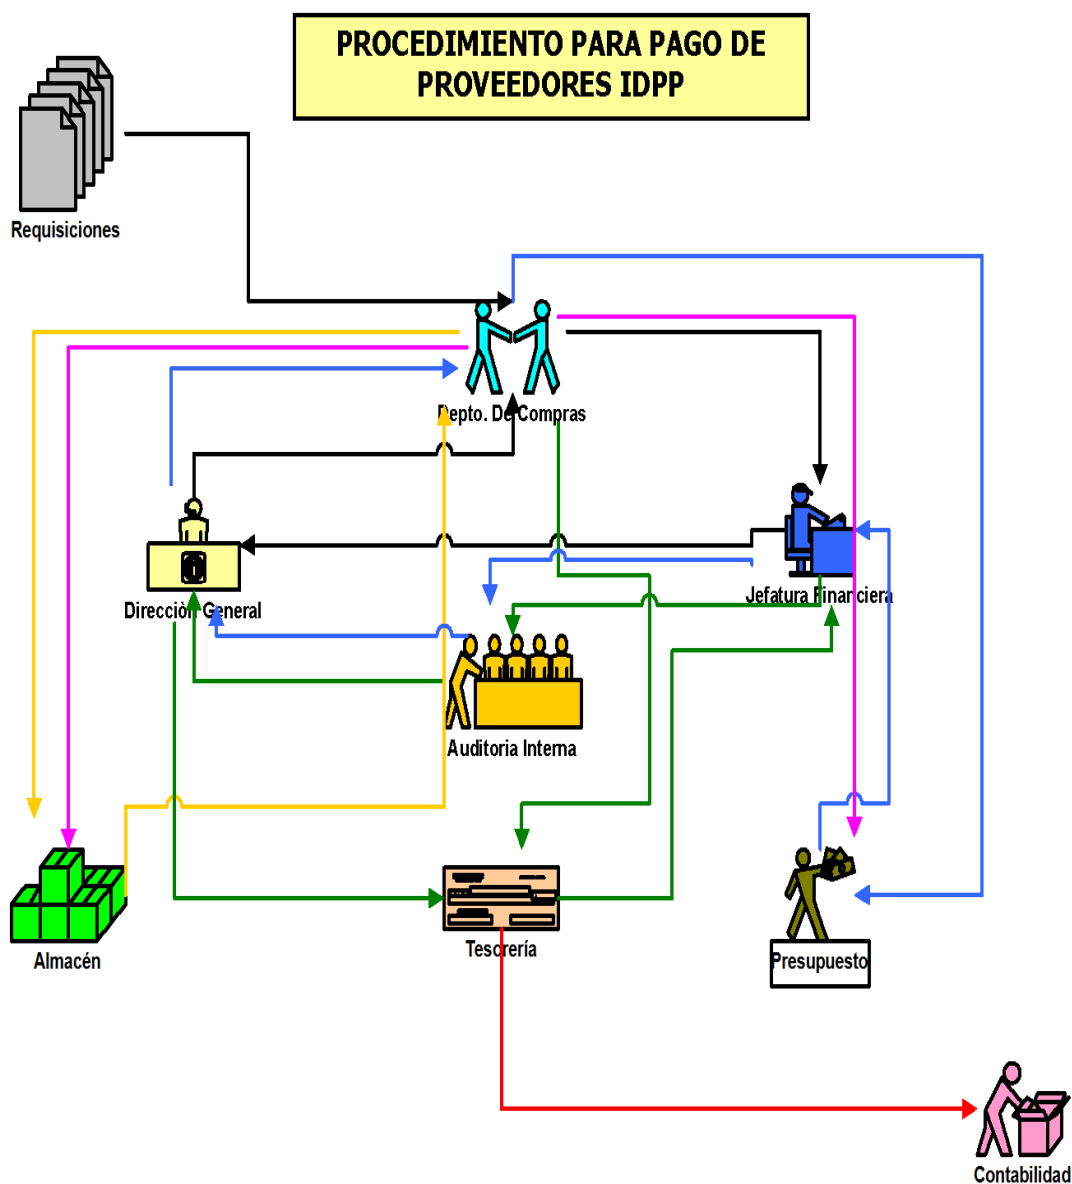 PROCEDIMIENTO PARA PAGO DE
PROVEEDORES IDPP
Requisiciones
Depto. De Compras
Direcciòn General
Jefatura Financiera
Auditoria Interna
Almacén
Tesorería
Presupuesto
Contabilidad